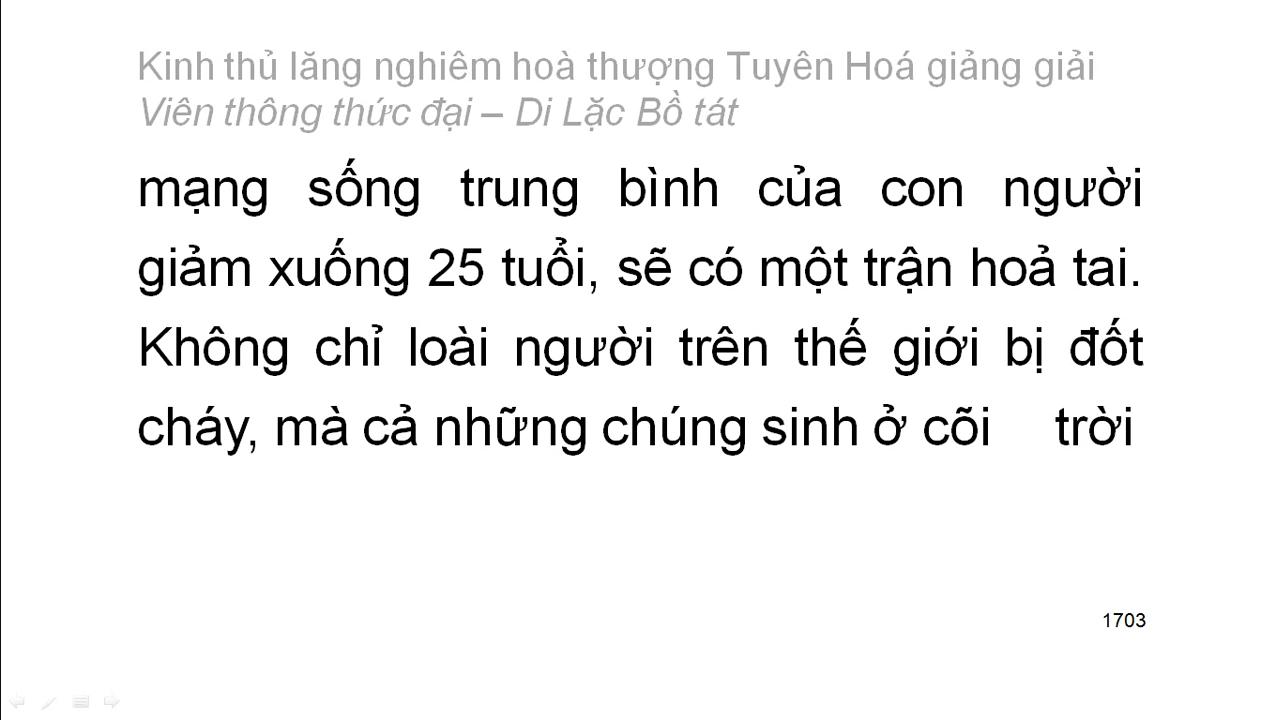 Kinh thủ lăng nghiêm hoà thượng Tuyên Hoá giảng giải
Viên thông thức đại – Di Lặc Bồ tát
mạng sống trung bình của con người
giảm xuống 25 tuổi, sẽ có một trận hoả tai.
Không chỉ loài người trên thế giới bị đốt
cháy, mà cả những chúng sinh ở cõi trời
1703